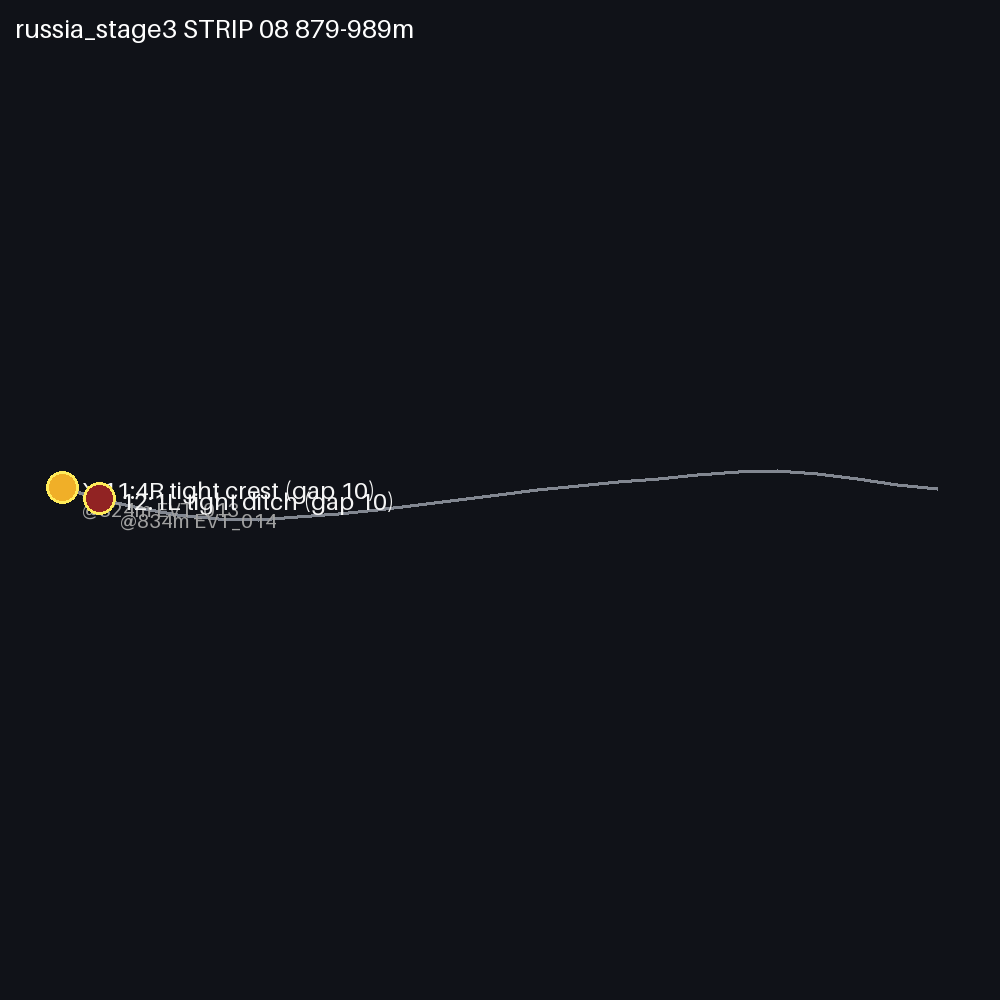 russia_stage3 STRIP 08 879-989m
11:4R tight crest (gap 10)
12:1L tight ditch (gap 10)
@834m EVT_014